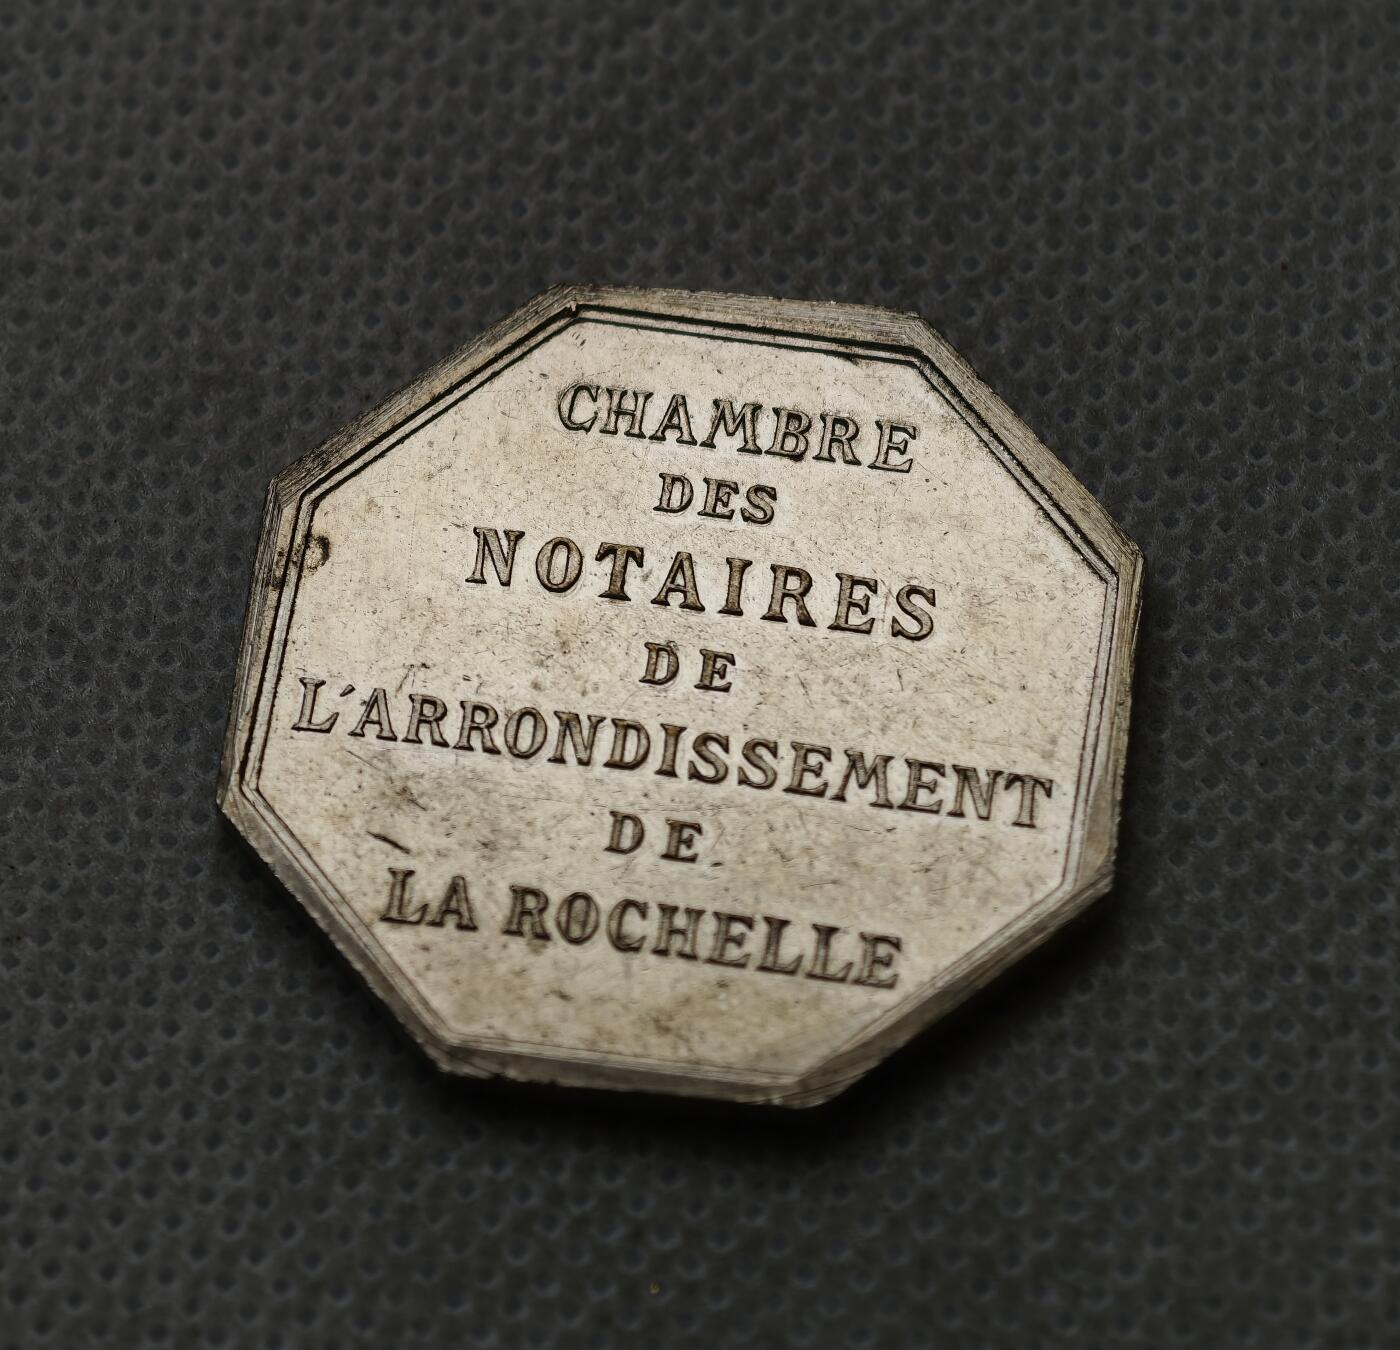 CHAMBRE
DES
NOTAIRES
DE
L'ARRONDISSEMENT
DE
LA ROCHELLE